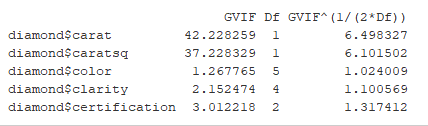 GVIF Df GVIF^(1/(2*Df))
diamond$carat 42.228259 1 6.498327
diamond$caratsq 37.228329 1 6.101502
diamond$color 1.267765 5 1.024009
diamond$clarity 2.152474 4 1.100569
diamond$certification 3.012218 2 1.317412